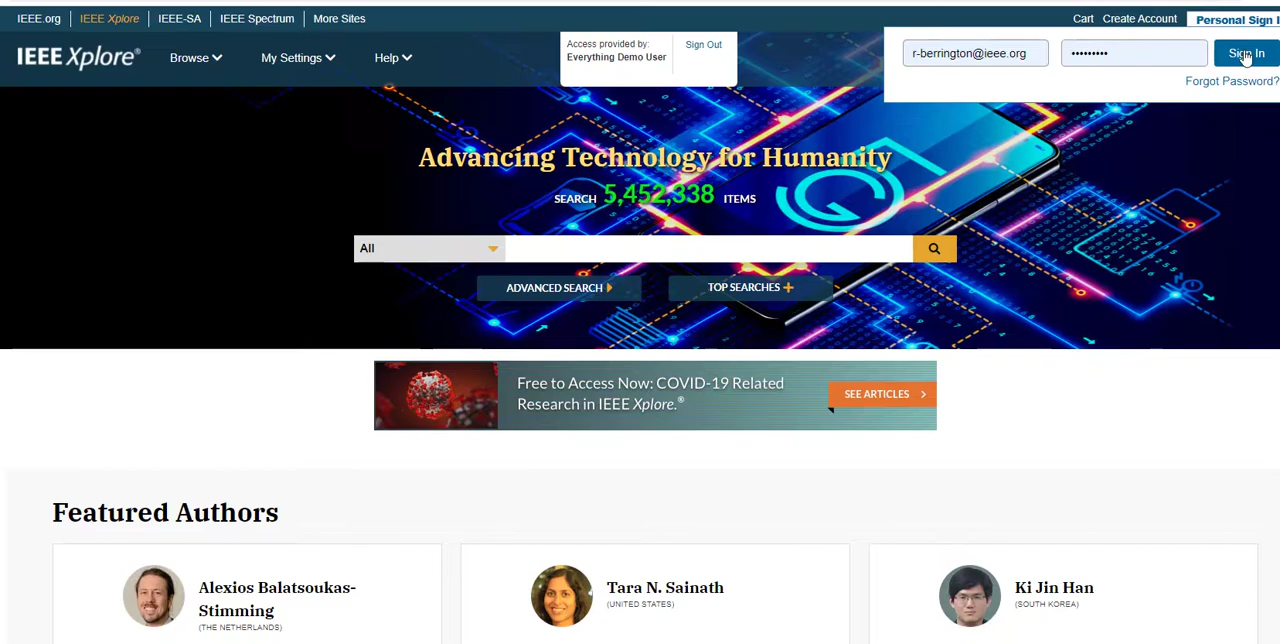 IEEE.org IEEE Xplore IEEE-SA IEEE Spectrum More Sites Cart Create Account Personal Sign I
IEEE Xplore® Browse My Settings Help
Access provided by:
Everything Demo User
Sign Out
r-berrington@ieee.org ••••••••• Sign In
Forgot Password?
Advancing Technology for Humanity
SEARCH 5,452,338 ITEMS
All
ADVANCED SEARCH TOP SEARCHES +
Free to Access Now: COVID-19 Related
Research in IEEE Xplore.®
SEE ARTICLES
Featured Authors
Alexios Balatsoukas-
Stimming
(THE NETHERLANDS)
Tara N. Sainath
(UNITED STATES)
Ki Jin Han
(SOUTH KOREA)